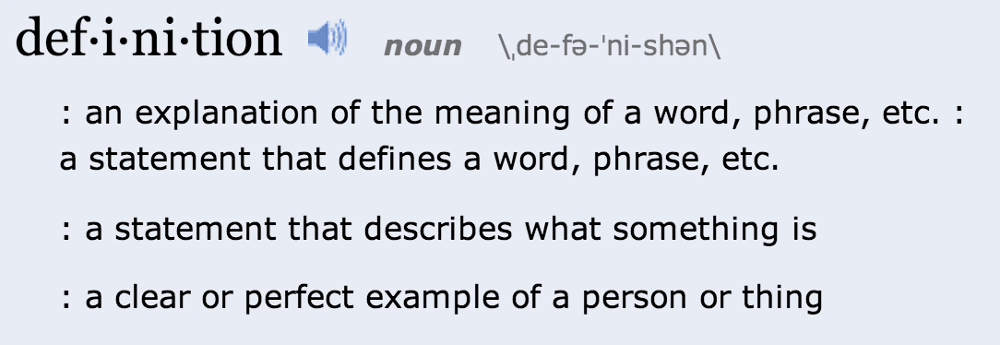 def·i·ni·tion noun \ˌde-fə-ˈni-shən\
: an explanation of the meaning of a word, phrase, etc. :
a statement that defines a word, phrase, etc.
: a statement that describes what something is
: a clear or perfect example of a person or thing